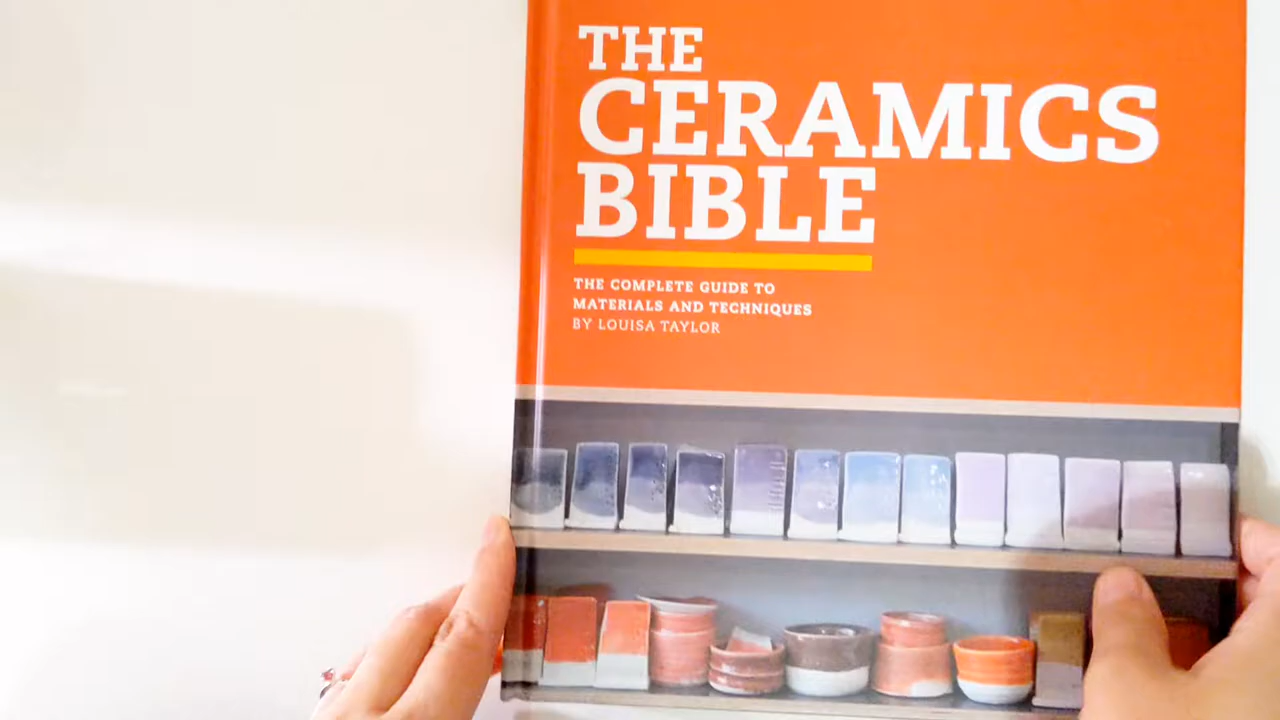 THE
CERAMICS
BIBLE
THE COMPLETE GUIDE TO
MATERIALS AND TECHNIQUES
BY LOUISA TAYLOR